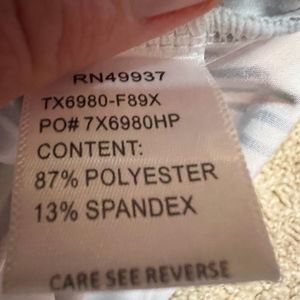 RN49937
TX6980-F89X
PO# 7X6980HP
CONTENT:
87% POLYESTER
13% SPANDEX
CARE SEE REVERSE